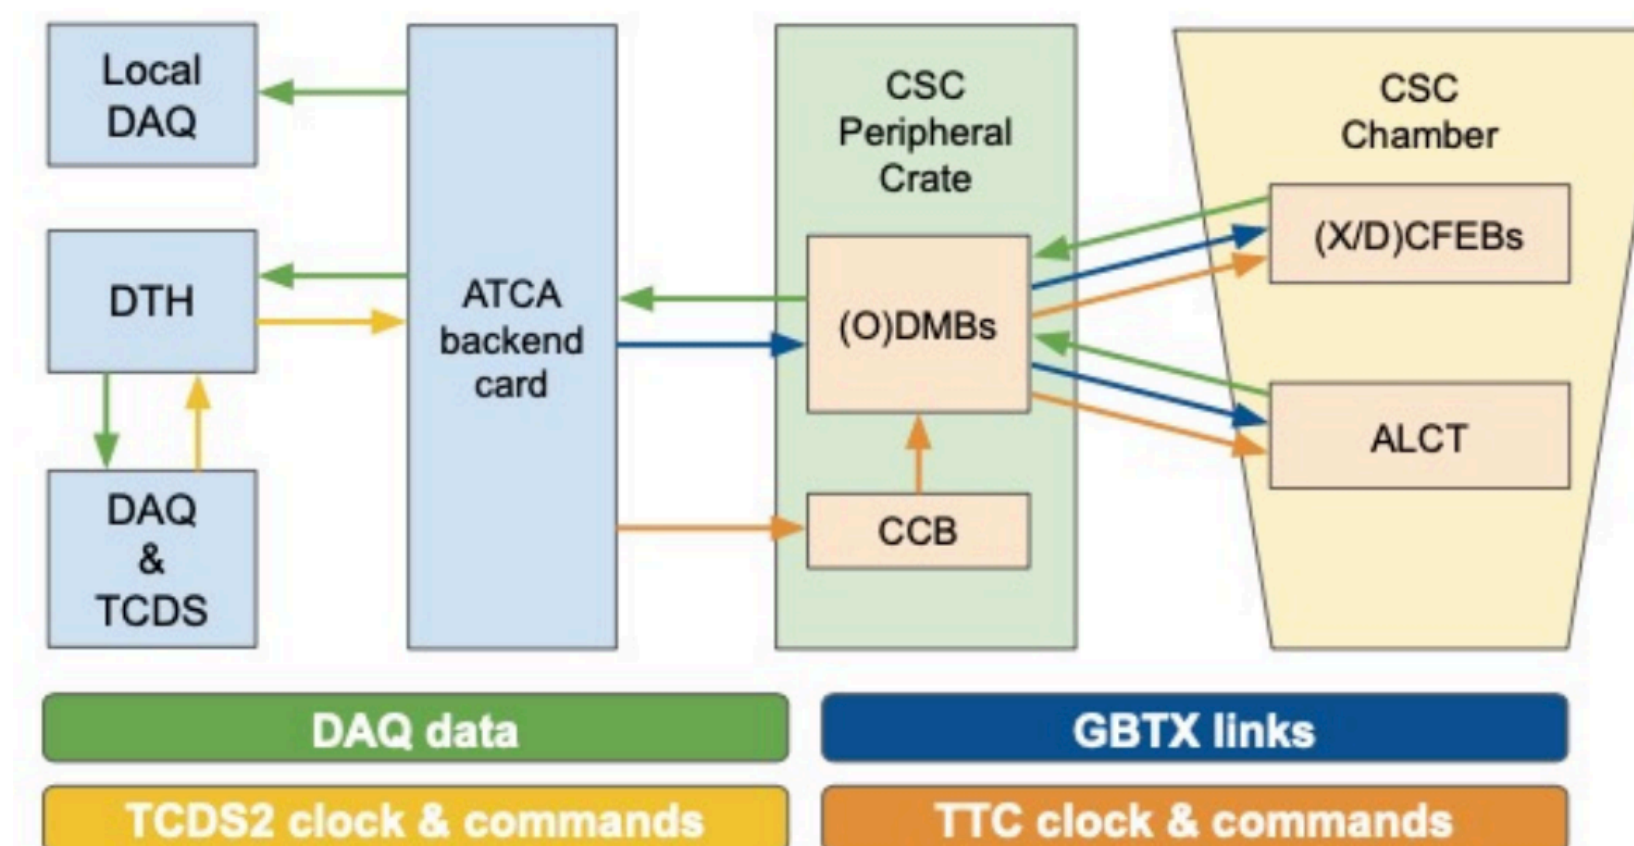 Local
DAQ
DTH
DAQ
&
TCDS
ATCA
backend
card
CSC
Peripheral
Crate
(O)DMBs
CCB
CSC
Chamber
(X/D)CFEBs
ALCT
DAQ data
GBTX links
TCDS2 clock & commands
TTC clock & commands